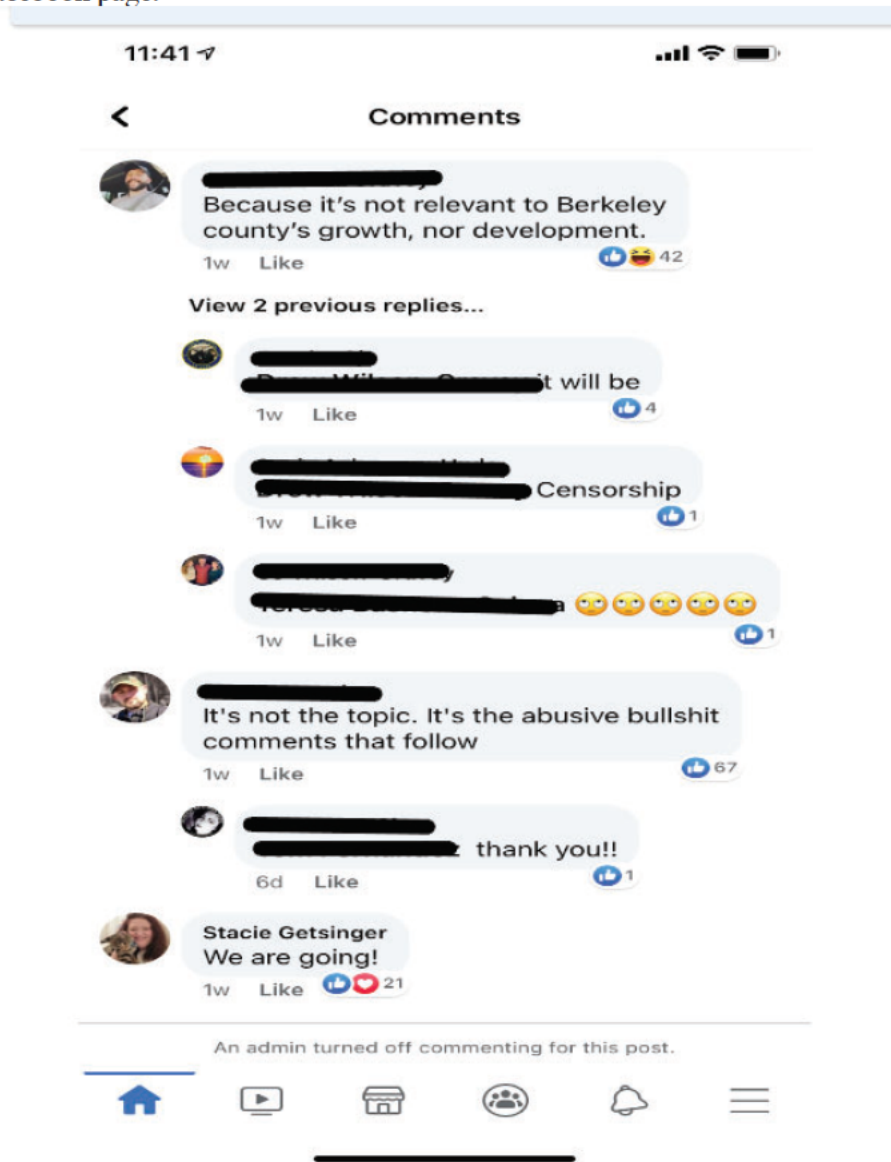 page.
11:41
Comments
Because it's not relevant to Berkeley
county's growth, nor development.
1w Like 42
View 2 previous replies...
it will be
1w Like 4
Censorship
1w Like 1
1w Like 1
It's not the topic. It's the abusive bullshit
comments that follow
1w Like 67
thank you!!
6d Like 1
Stacie Getsinger
We are going!
1w Like 21
An admin turned off commenting for this post.